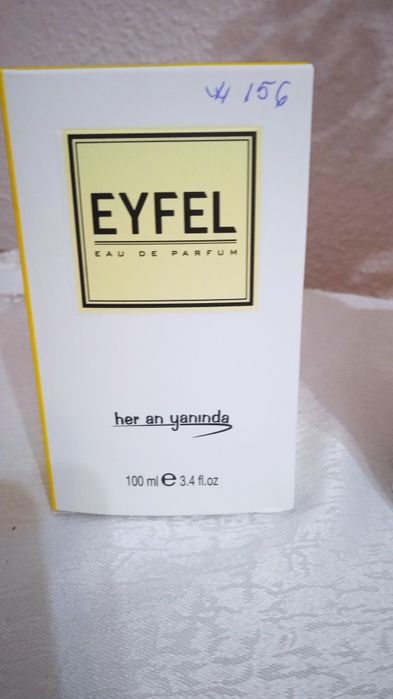 156
EYFEL
EAU DE PARFUM
her an yanında
100 ml e 3.4 fl.oz